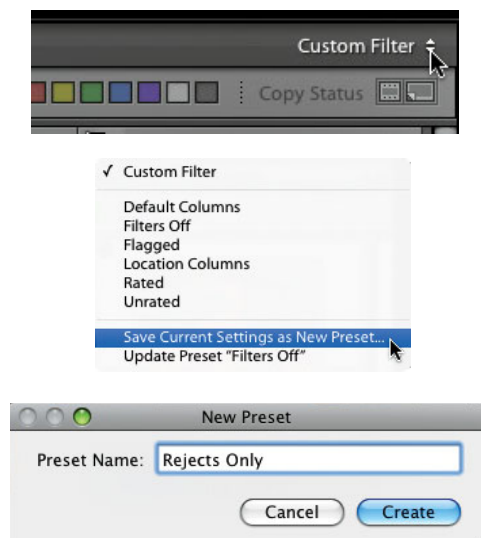 Custom Filter
Copy Status
✓ Custom Filter
Default Columns
Filters Off
Flagged
Location Columns
Rated
Unrated
Save Current Settings as New Preset...
Update Preset “Filters Off”
New Preset
Preset Name: Rejects Only
Cancel Create